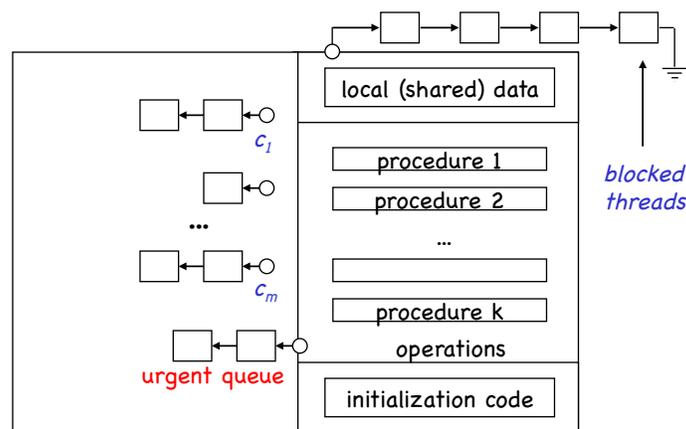 local (shared) data
c1
procedure 1
blocked
threads
procedure 2
...
...
cm
procedure k
operations
urgent queue
initialization code